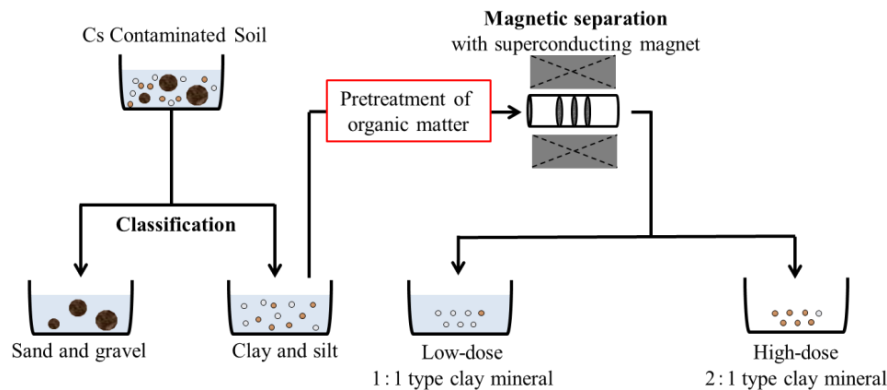 Cs Contaminated Soil
Magnetic separation
with superconducting magnet
Pretreatment of
organic matter
Classification
Sand and gravel
Clay and silt
Low-dose
1 : 1 type clay mineral
High-dose
2 : 1 type clay mineral